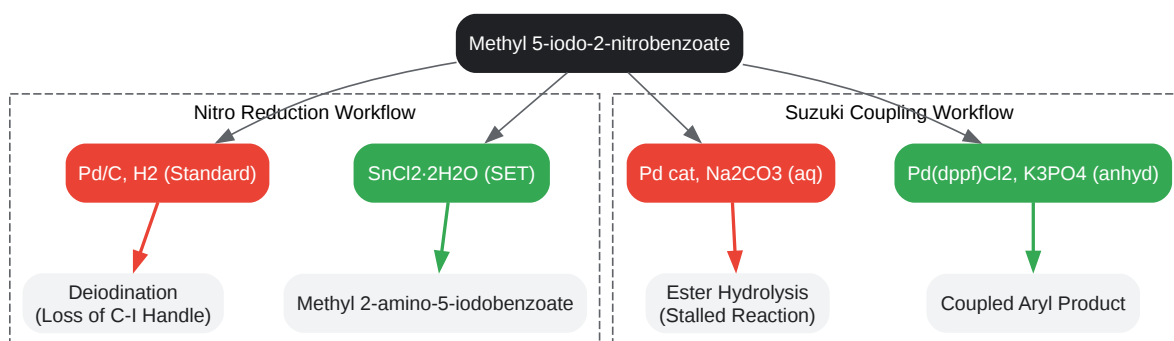 Methyl 5-iodo-2-nitrobenzoate
Nitro Reduction Workflow
Suzuki Coupling Workflow
Pd/C, H2 (Standard)
SnCl2·2H2O (SET)
Pd cat, Na2CO3 (aq)
Pd(dppf)Cl2, K3PO4 (anhyd)
Deiodination
(Loss of C-I Handle)
Methyl 2-amino-5-iodobenzoate
Ester Hydrolysis
(Stalled Reaction)
Coupled Aryl Product